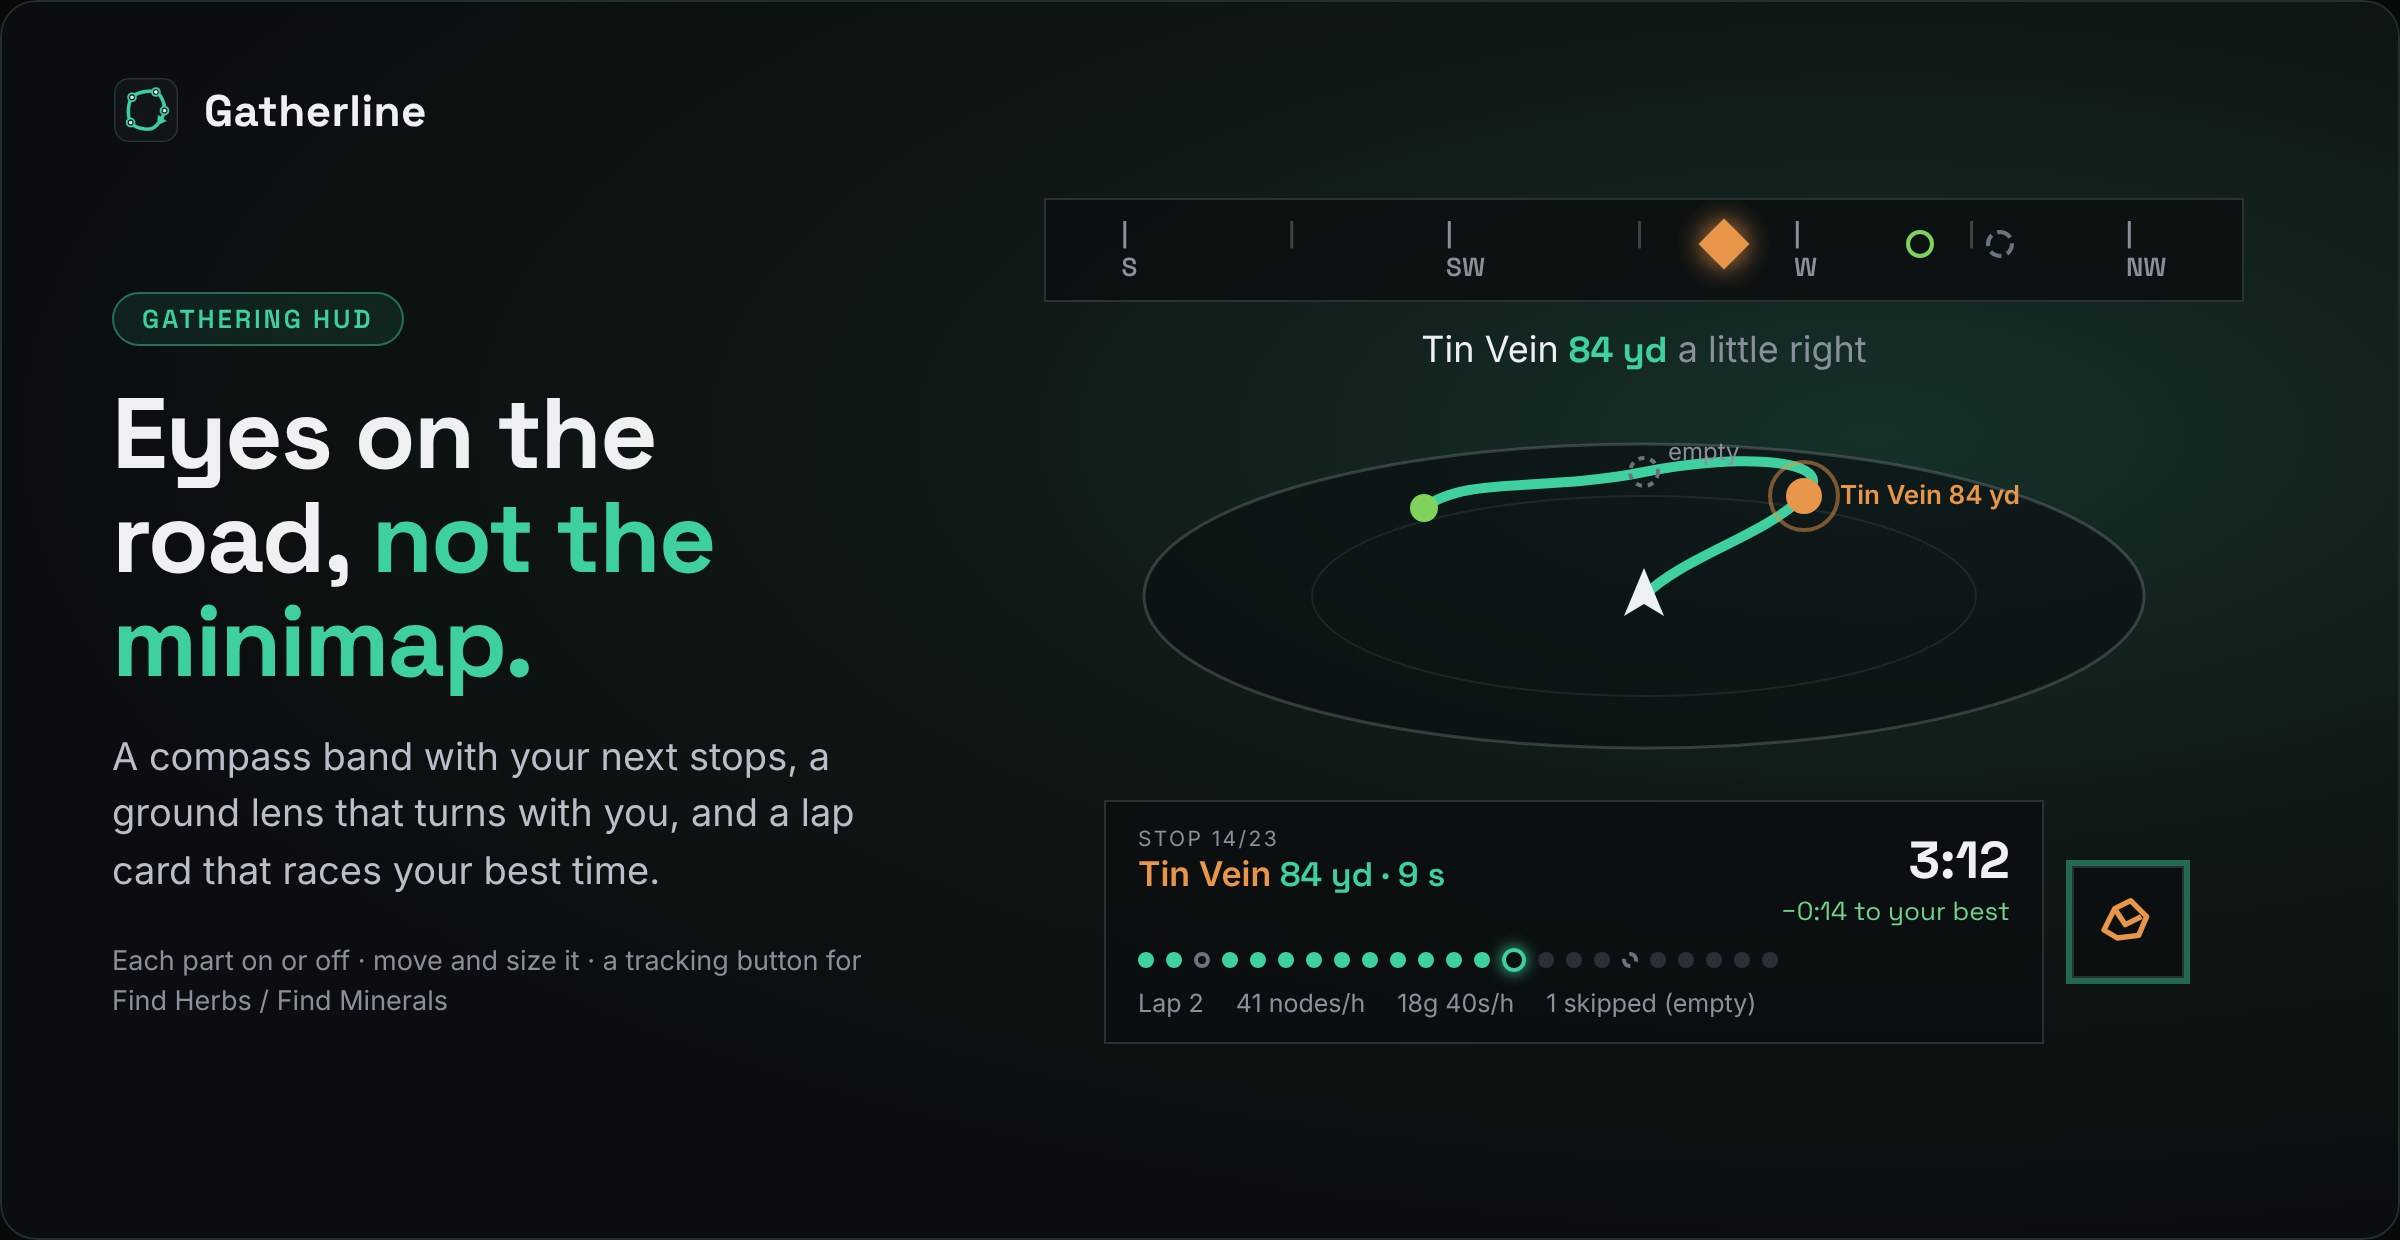 Gatherline
GATHERING HUD
Eyes on the
road, not the
minimap.
A compass band with your next stops, a
ground lens that turns with you, and a lap
card that races your best time.
Each part on or off · move and size it · a tracking button for
Find Herbs / Find Minerals
S SW W NW
Tin Vein 84 yd a little right
empty
Tin Vein 84 yd
STOP 14/23
Tin Vein 84 yd · 9 s
3:12
−0:14 to your best
Lap 2 41 nodes/h 18g 40s/h 1 skipped (empty)